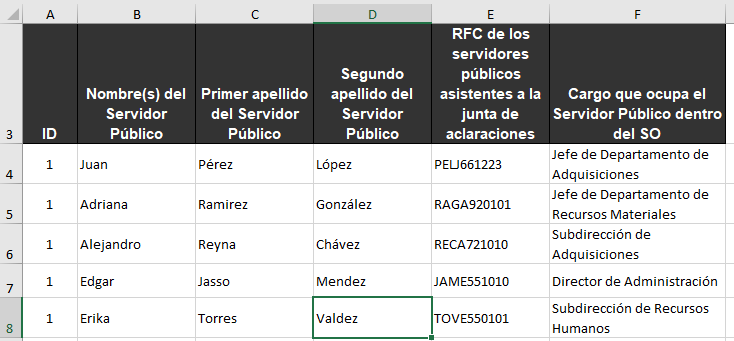 A B C D E F
3 ID Nombre(s) del Servidor Público Primer apellido del Servidor Público Segundo apellido del Servidor Público RFC de los servidores públicos asistentes a la junta de aclaraciones Cargo que ocupa el Servidor Público dentro del SO
4 1 Juan Pérez López PELJ661223 Jefe de Departamento de Adquisiciones
5 1 Adriana Ramirez González RAGA920101 Jefe de Departamento de Recursos Materiales
6 1 Alejandro Reyna Chávez RECA721010 Subdirección de Adquisiciones
7 1 Edgar Jasso Mendez JAME551010 Director de Administración
8 1 Erika Torres Valdez TOVE550101 Subdirección de Recursos Humanos